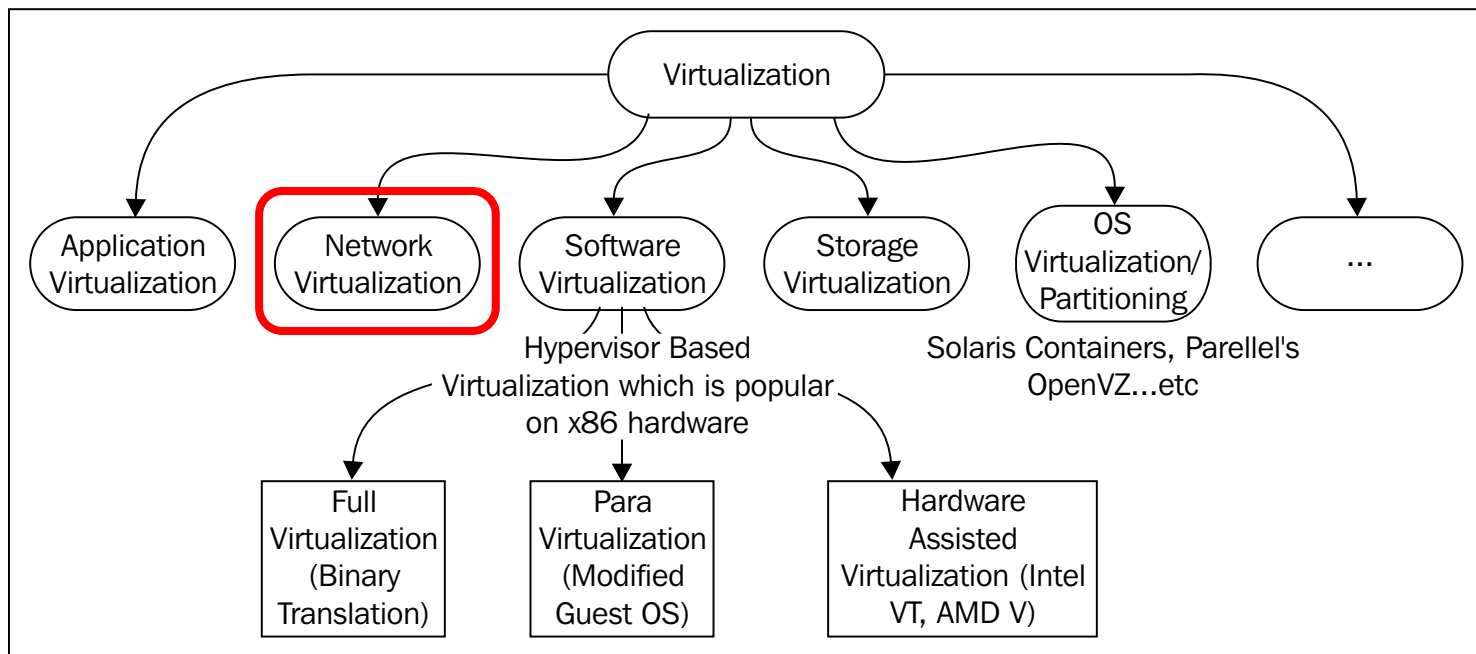 Virtualization
Application
Virtualization
Network
Virtualization
Software
Virtualization
Storage
Virtualization
OS
Virtualization/
Partitioning
...
Hypervisor Based
Virtualization which is popular
on x86 hardware
Solaris Containers, Parellel's
OpenVZ...etc
Full
Virtualization
(Binary
Translation)
Para
Virtualization
(Modified
Guest OS)
Hardware
Assisted
Virtualization (Intel
VT, AMD V)